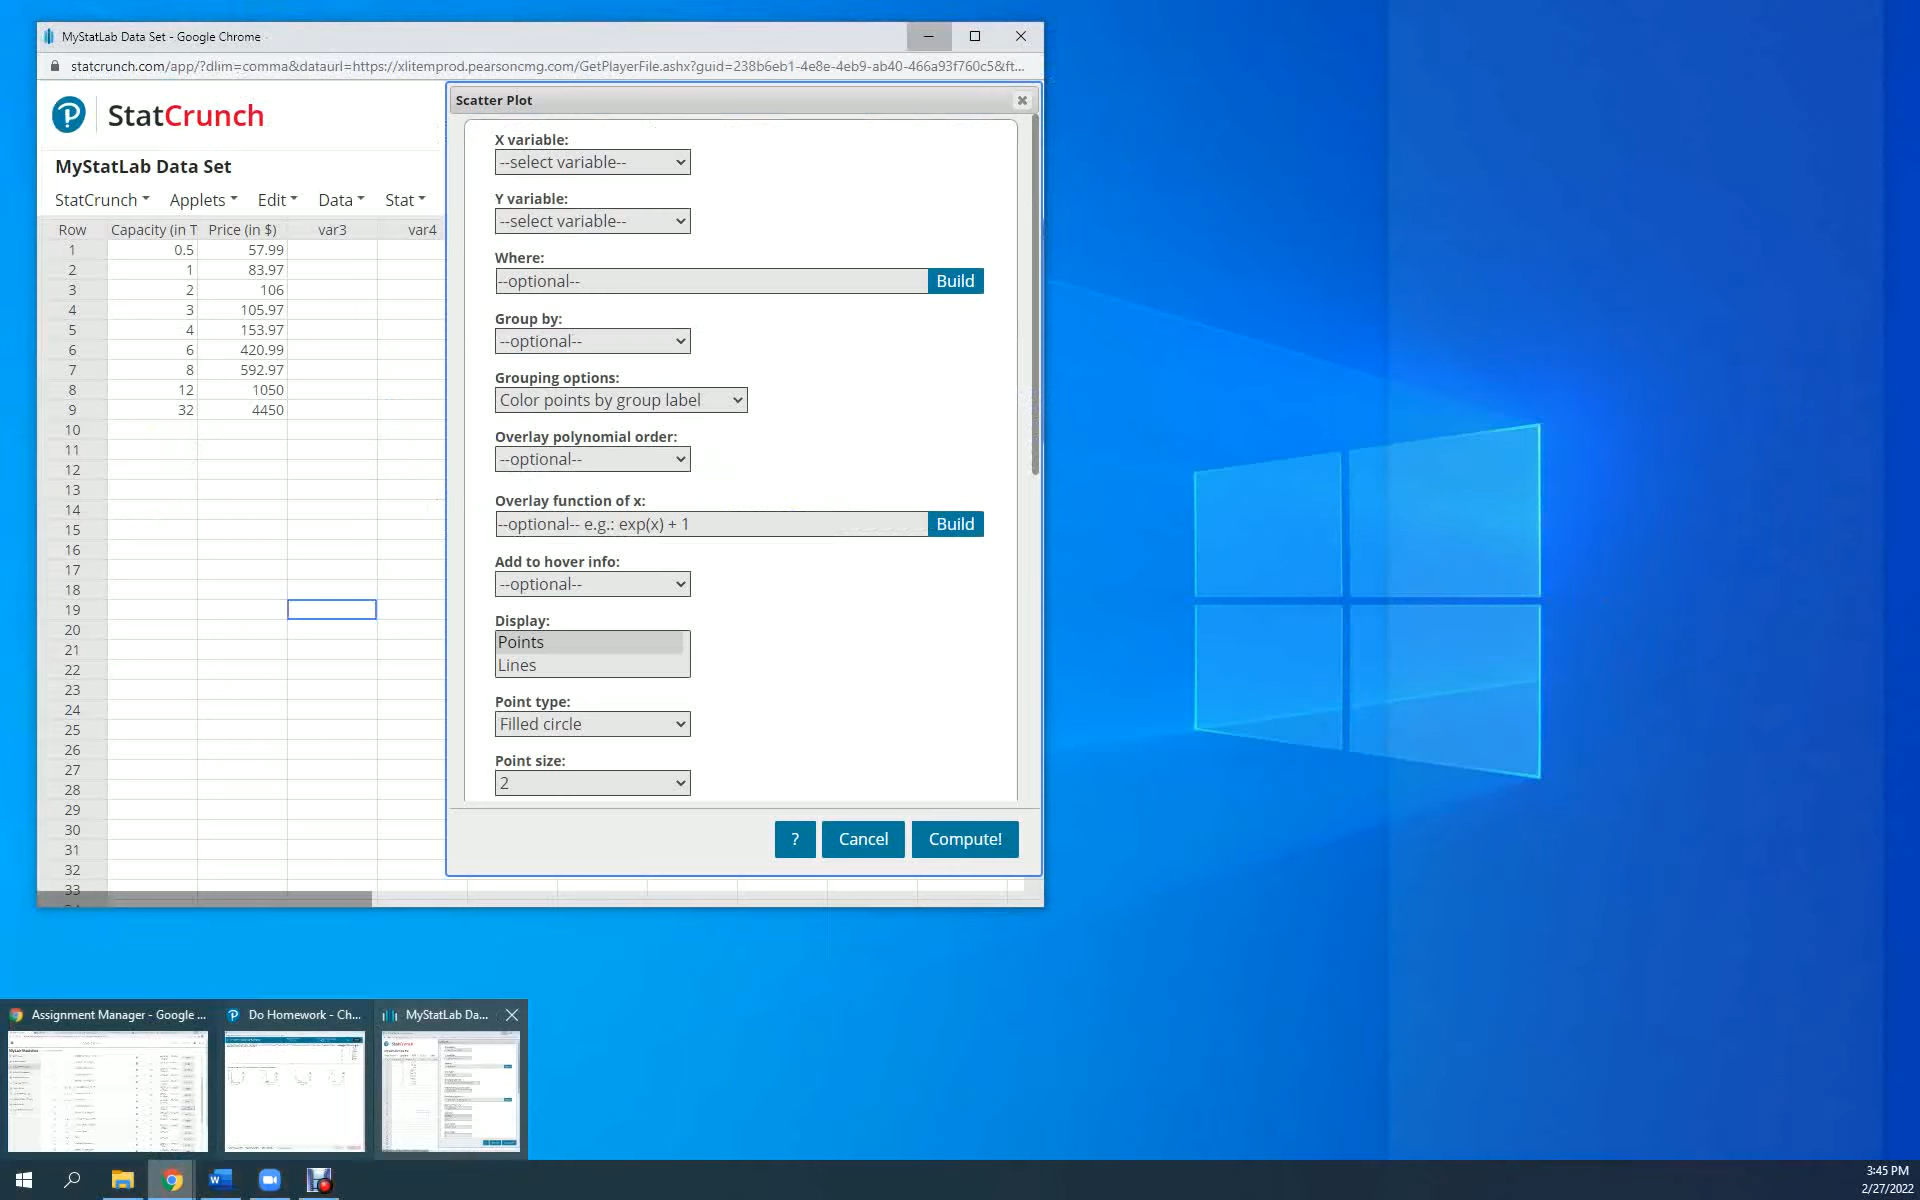 MyStatLab Data Set - Google Chrome
statcrunch.com/app/?dlim=comma&dataurl=https://xlitemprod.pearsoncmg.com/GetPlayerFile.ashx?guid=238b6eb1-4e8e-4eb9-ab40-466a93f760c5&ft...
StatCrunch
MyStatLab Data Set
StatCrunch Applets Edit Data Stat
Row Capacity (in T Price (in $) var3 var4
1 0.5 57.99
2 1 83.97
3 2 106
4 3 105.97
5 4 153.97
6 6 420.99
7 8 592.97
8 12 1050
9 32 4450
10
11
12
13
14
15
16
17
18
19
20
21
22
23
24
25
26
27
28
29
30
31
32
33
Scatter Plot
X variable:
--select variable--
Y variable:
--select variable--
Where:
--optional-- Build
Group by:
--optional--
Grouping options:
Color points by group label
Overlay polynomial order:
--optional--
Overlay function of x:
--optional-- e.g.: exp(x) + 1 Build
Add to hover info:
--optional--
Display:
Points
Lines
Point type:
Filled circle
Point size:
2
? Cancel Compute!
Assignment Manager - Google ... Do Homework - Ch... MyStatLab Da...
3:45 PM
2/27/2022